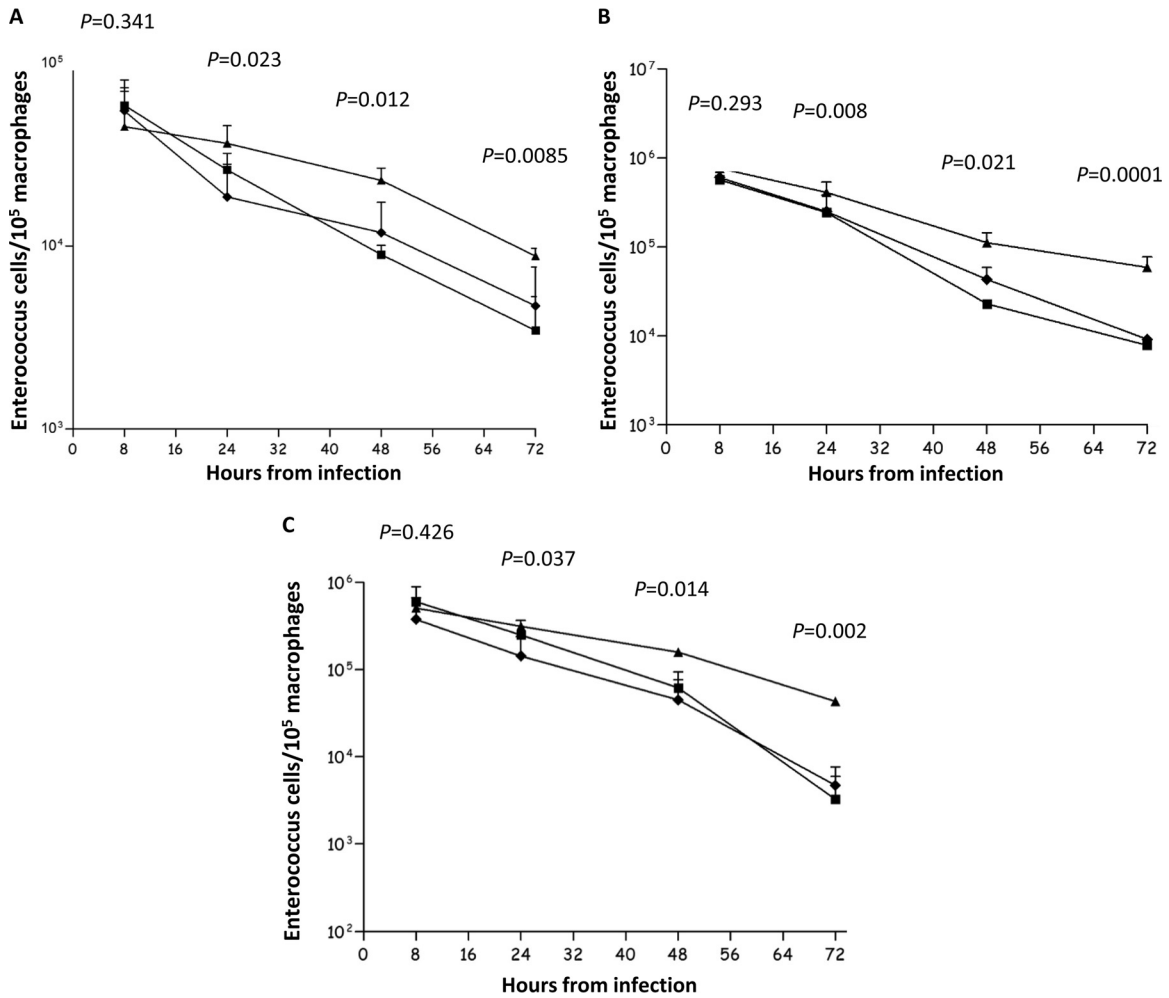 A
P=0.341
P=0.023
P=0.012
P=0.0085
Enterococcus cells/10⁵ macrophages
10⁵
10⁴
10³
0 8 16 24 32 40 48 56 64 72
Hours from infection
B
P=0.293
P=0.008
P=0.021
P=0.0001
Enterococcus cells/10⁵ macrophages
10⁷
10⁶
10⁵
10⁴
10³
0 8 16 24 32 40 48 56 64 72
Hours from infection
C
P=0.426
P=0.037
P=0.014
P=0.002
Enterococcus cells/10⁵ macrophages
10⁶
10⁵
10⁴
10³
10²
0 8 16 24 32 40 48 56 64 72
Hours from infection